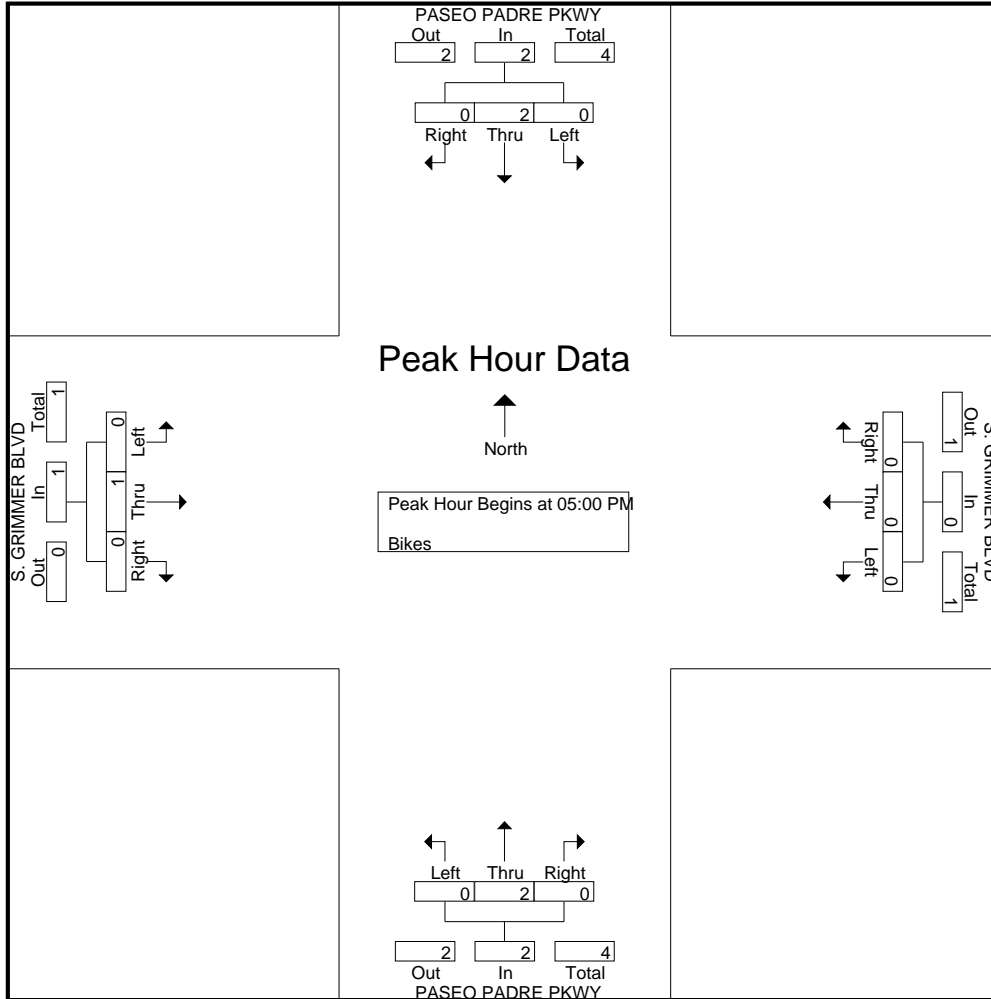 PASEO PADRE PKWY
Out In Total
2 2 4
0 2 0
Right Thru Left
Peak Hour Data
North
Peak Hour Begins at 05:00 PM
Bikes
S. GRIMMER BLVD
Total In Out
1 1 0
0 1 0
Left Thru Right
S. GRIMMER BLVD
Out In Total
1 0 1
0 0 0
Right Thru Left
Left Thru Right
0 2 0
2 2 4
Out In Total
PASEO PADRE PKWY